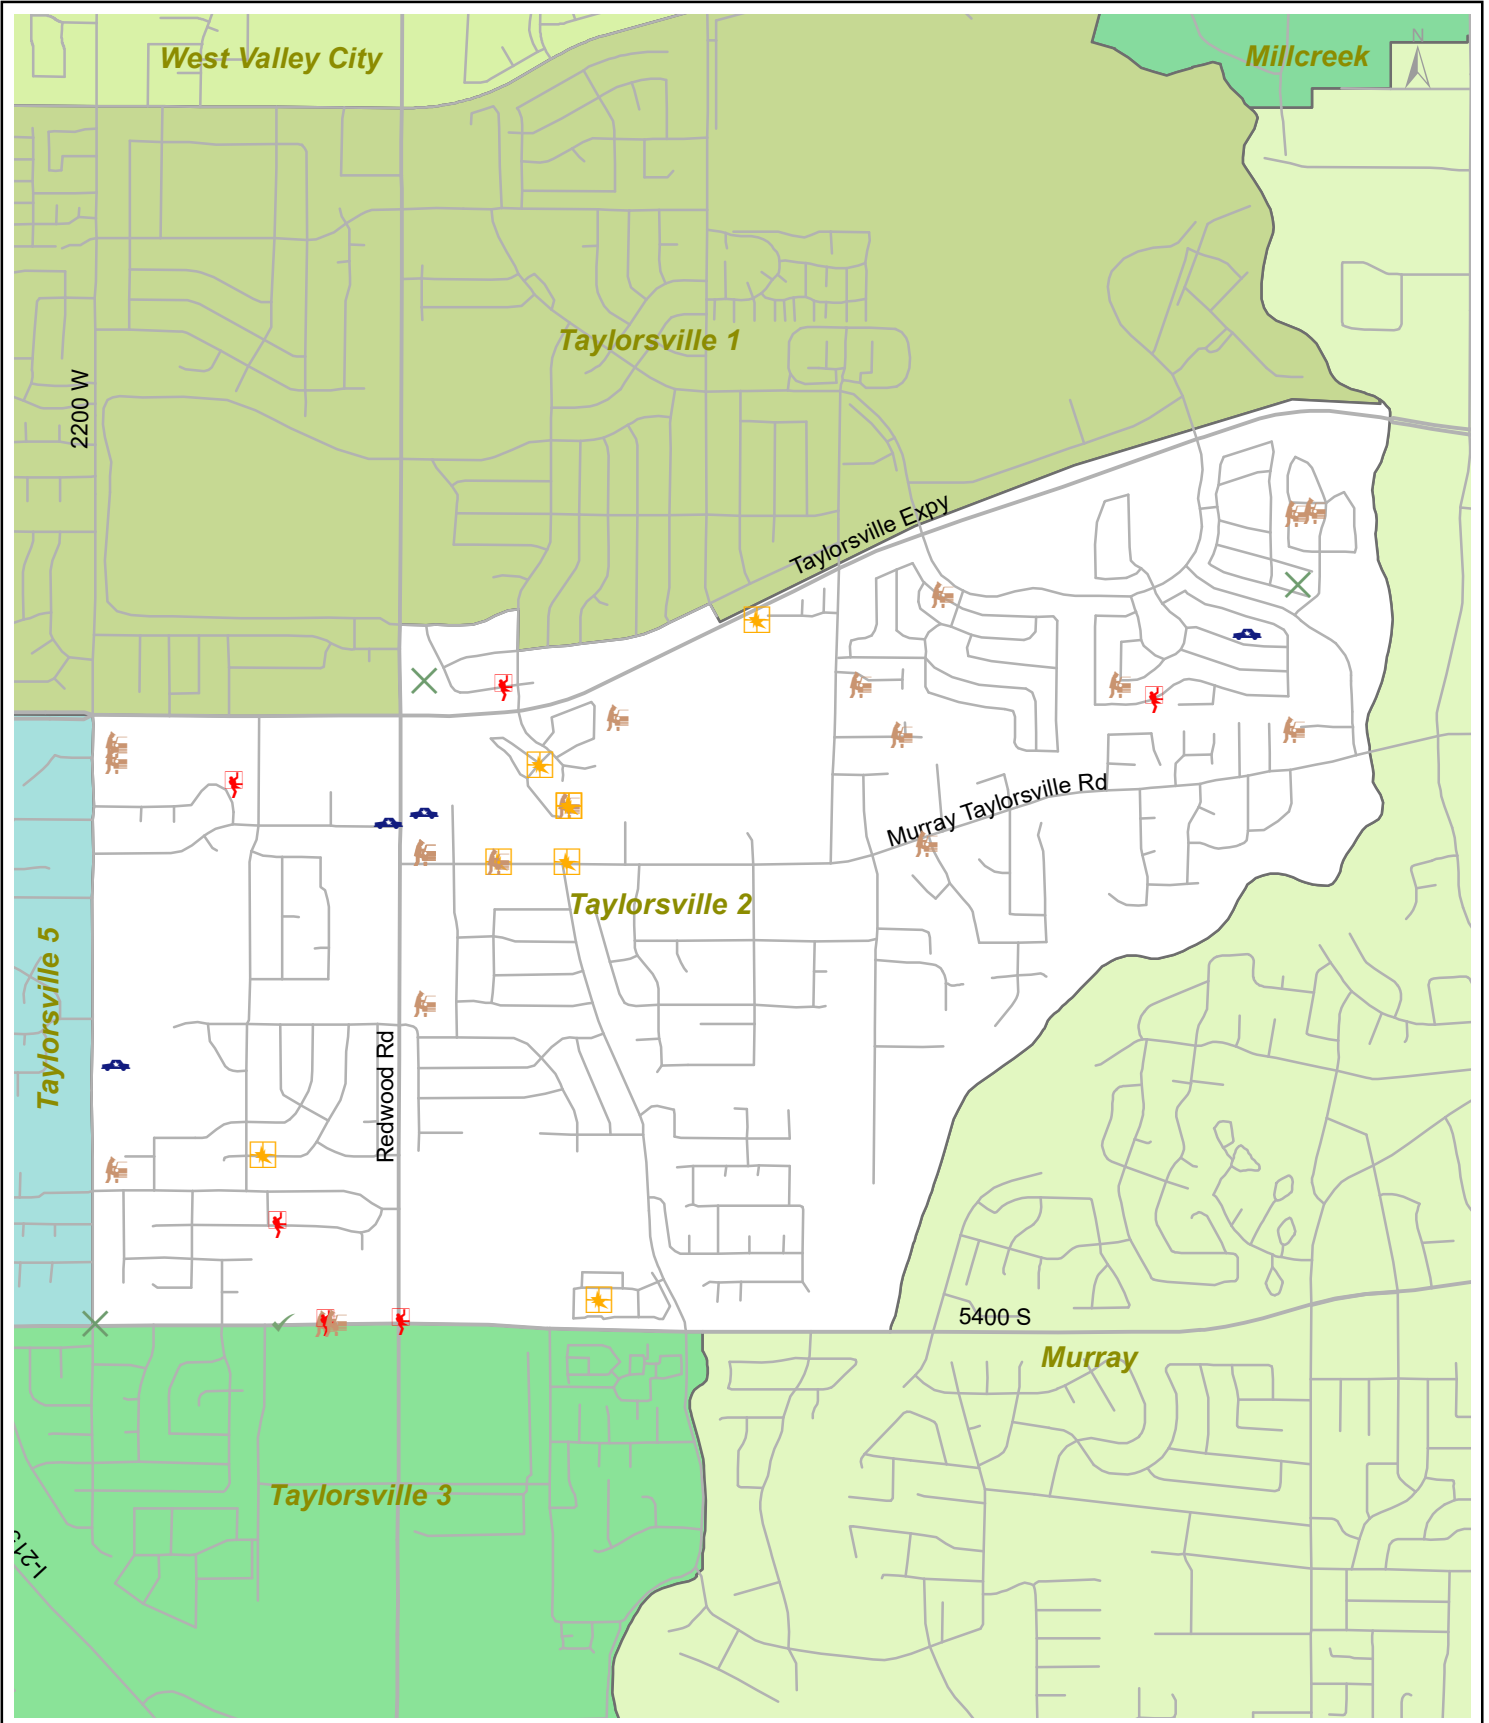 West Valley City
Millcreek
N
Taylorsville 1
2200 W
Taylorsville Expy
Murray Taylorsville Rd
Taylorsville 2
Taylorsville 5
Redwood Rd
5400 S
Murray
Taylorsville 3
I-215